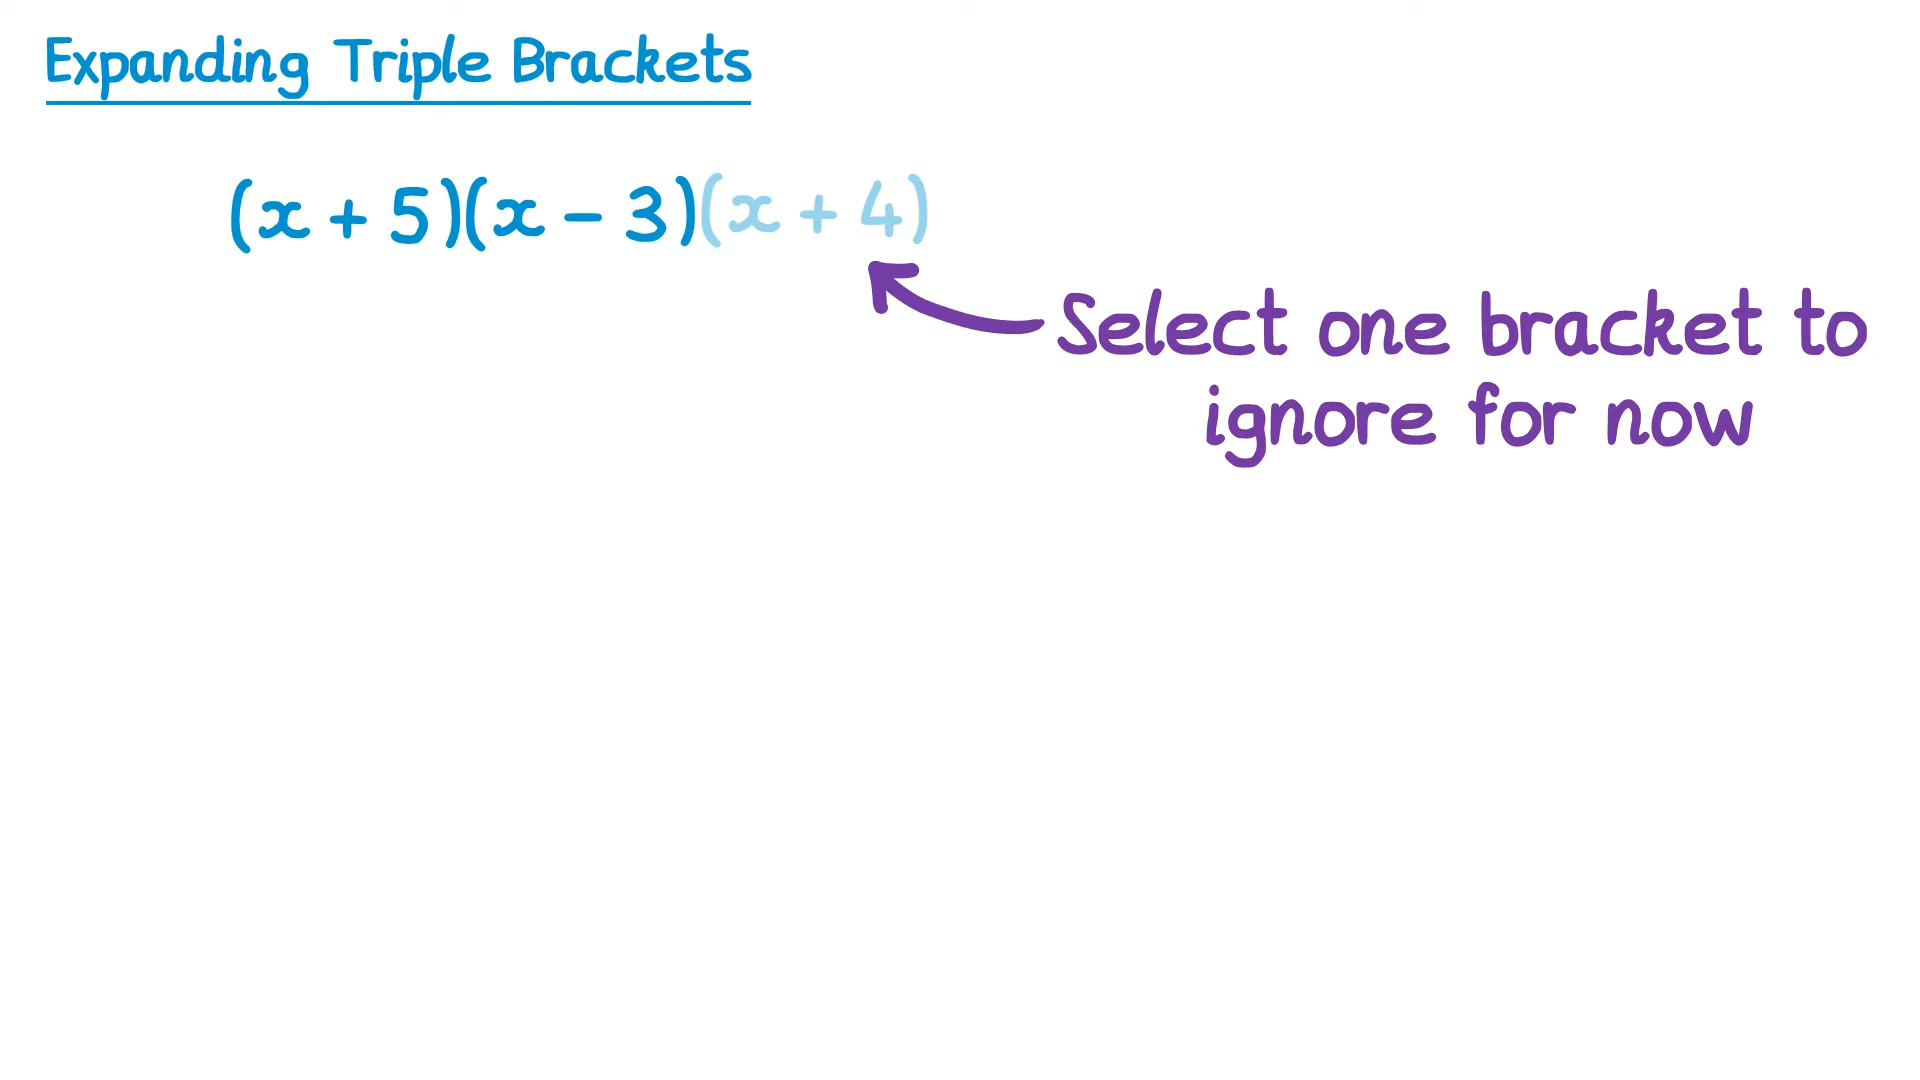 Expanding Triple Brackets
(x + 5)(x − 3)(x + 4)
Select one bracket to
ignore for now